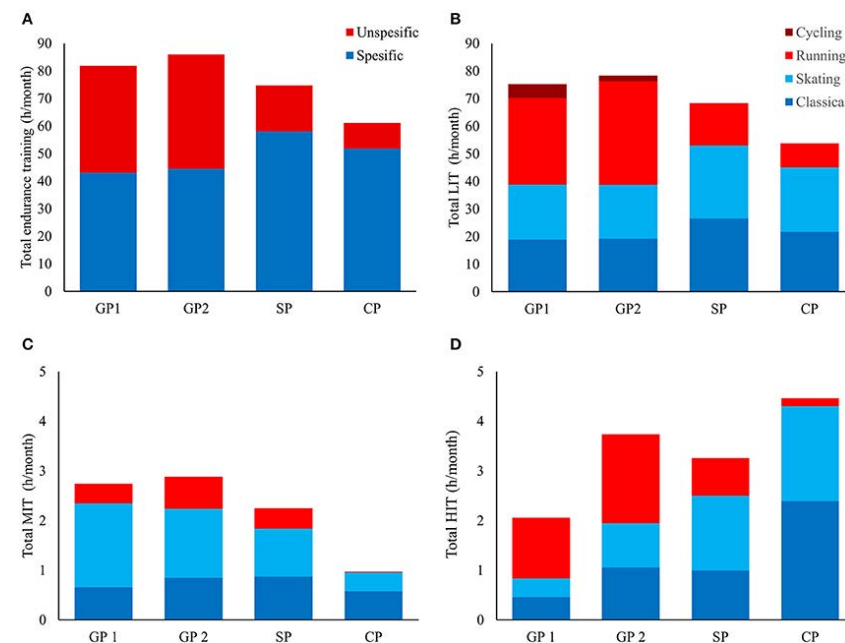 A
Unspesific
Spesific
Total endurance training (h/month)
90
80
70
60
50
40
30
20
10
0
GP1 GP2 SP CP
B
Cycling
Running
Skating
Classica
Total LIT (h/month)
90
80
70
60
50
40
30
20
10
0
GP1 GP2 SP CP
C
Total MIT (h/month)
5
4
3
2
1
0
GP 1 GP 2 SP CP
D
Total HIT (h/month)
5
4
3
2
1
0
GP 1 GP 2 SP CP